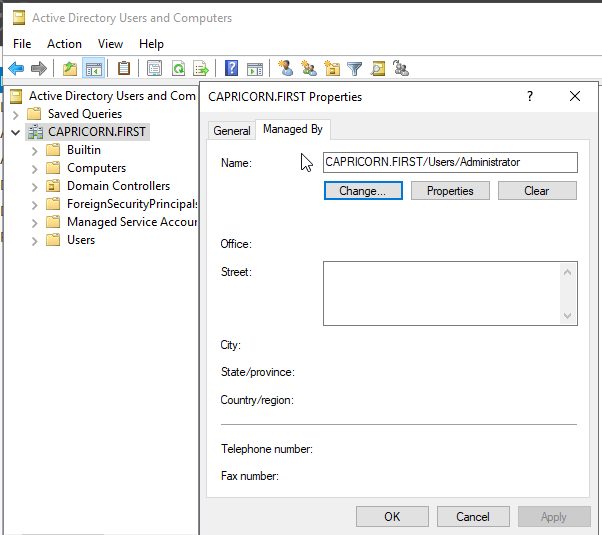 Active Directory Users and Computers
File Action View Help
Active Directory Users and Com
Saved Queries
CAPRICORN.FIRST
Builtin
Computers
Domain Controllers
ForeignSecurityPrincipals
Managed Service Accour
Users
CAPRICORN.FIRST Properties
General Managed By
Name: CAPRICORN.FIRST/Users/Administrator
Change... Properties Clear
Office:
Street:
City:
State/province:
Country/region:
Telephone number:
Fax number:
OK Cancel Apply